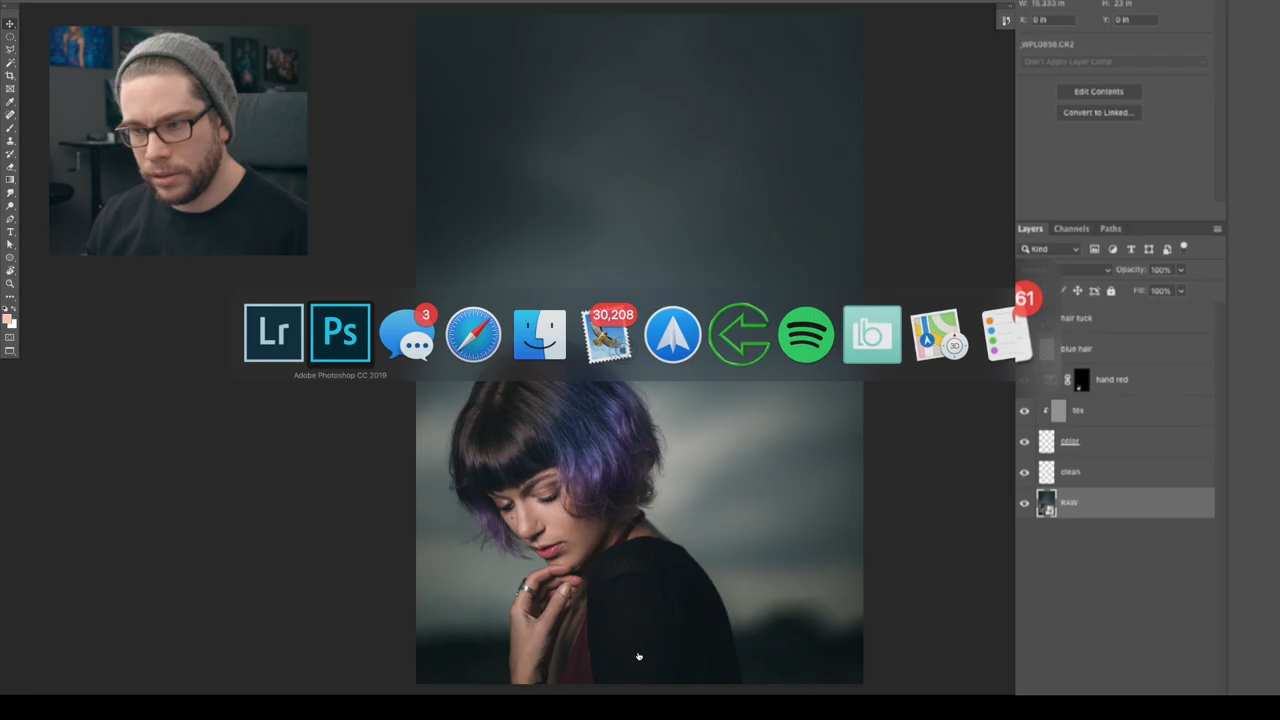 W: 15.333 in
H: 23 in
X: 0 in
Y: 0 in
_WPL0856.CR2
Don't Apply Layer Comp
Edit Contents
Convert to Linked...
Layers
Channels
Paths
Kind
Opacity: 100%
Fill: 100%
61
3
30,208
Lr
Ps
b
3D
Adobe Photoshop CC 2019
hair tuck
blue hair
hand red
tex
color
clean
RAW